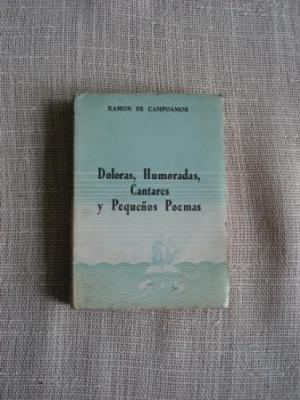 RAMON DE CAMPOAMOR
Doloras, Humoradas,
Cantares
y Pequeños Poemas